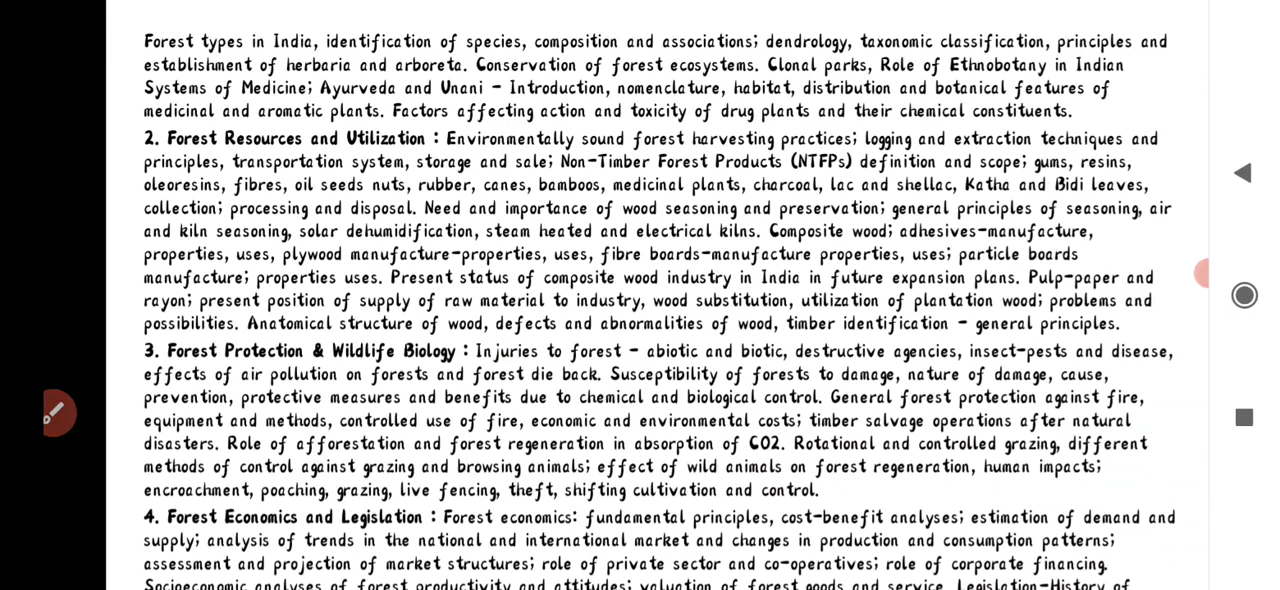 Forest types in India, identification of species, composition and associations; dendrology, taxonomic classification, principles and
establishment of herbaria and arboreta. Conservation of forest ecosystems. Clonal parks, Role of Ethnobotany in Indian
Systems of Medicine; Ayurveda and Unani - Introduction, nomenclature, habitat, distribution and botanical features of
medicinal and aromatic plants. Factors affecting action and toxicity of drug plants and their chemical constituents.
2. Forest Resources and Utilization : Environmentally sound forest harvesting practices; logging and extraction techniques and
principles, transportation system, storage and sale; Non-Timber Forest Products (NTFPs) definition and scope; gums, resins,
oleoresins, fibres, oil seeds nuts, rubber, canes, bamboos, medicinal plants, charcoal, lac and shellac, Katha and Bidi leaves,
collection; processing and disposal. Need and importance of wood seasoning and preservation; general principles of seasoning, air
and kiln seasoning, solar dehumidification, steam heated and electrical kilns. Composite wood; adhesives-manufacture,
properties, uses, plywood manufacture-properties, uses, fibre boards-manufacture properties, uses; particle boards
manufacture; properties uses. Present status of composite wood industry in India in future expansion plans. Pulp-paper and
rayon; present position of supply of raw material to industry, wood substitution, utilization of plantation wood; problems and
possibilities. Anatomical structure of wood, defects and abnormalities of wood, timber identification - general principles.
3. Forest Protection & Wildlife Biology : Injuries to forest - abiotic and biotic, destructive agencies, insect-pests and disease,
effects of air pollution on forests and forest die back. Susceptibility of forests to damage, nature of damage, cause,
prevention, protective measures and benefits due to chemical and biological control. General forest protection against fire,
equipment and methods, controlled use of fire, economic and environmental costs; timber salvage operations after natural
disasters. Role of afforestation and forest regeneration in absorption of CO2. Rotational and controlled grazing, different
methods of control against grazing and browsing animals; effect of wild animals on forest regeneration, human impacts;
encroachment, poaching, grazing, live fencing, theft, shifting cultivation and control.
4. Forest Economics and Legislation : Forest economics: fundamental principles, cost-benefit analyses; estimation of demand and
supply; analysis of trends in the national and international market and changes in production and consumption patterns;
assessment and projection of market structures; role of private sector and co-operatives; role of corporate financing.
Socioeconomic analyses of forest productivity and attitudes; valuation of forest goods and service. Legislation-History of